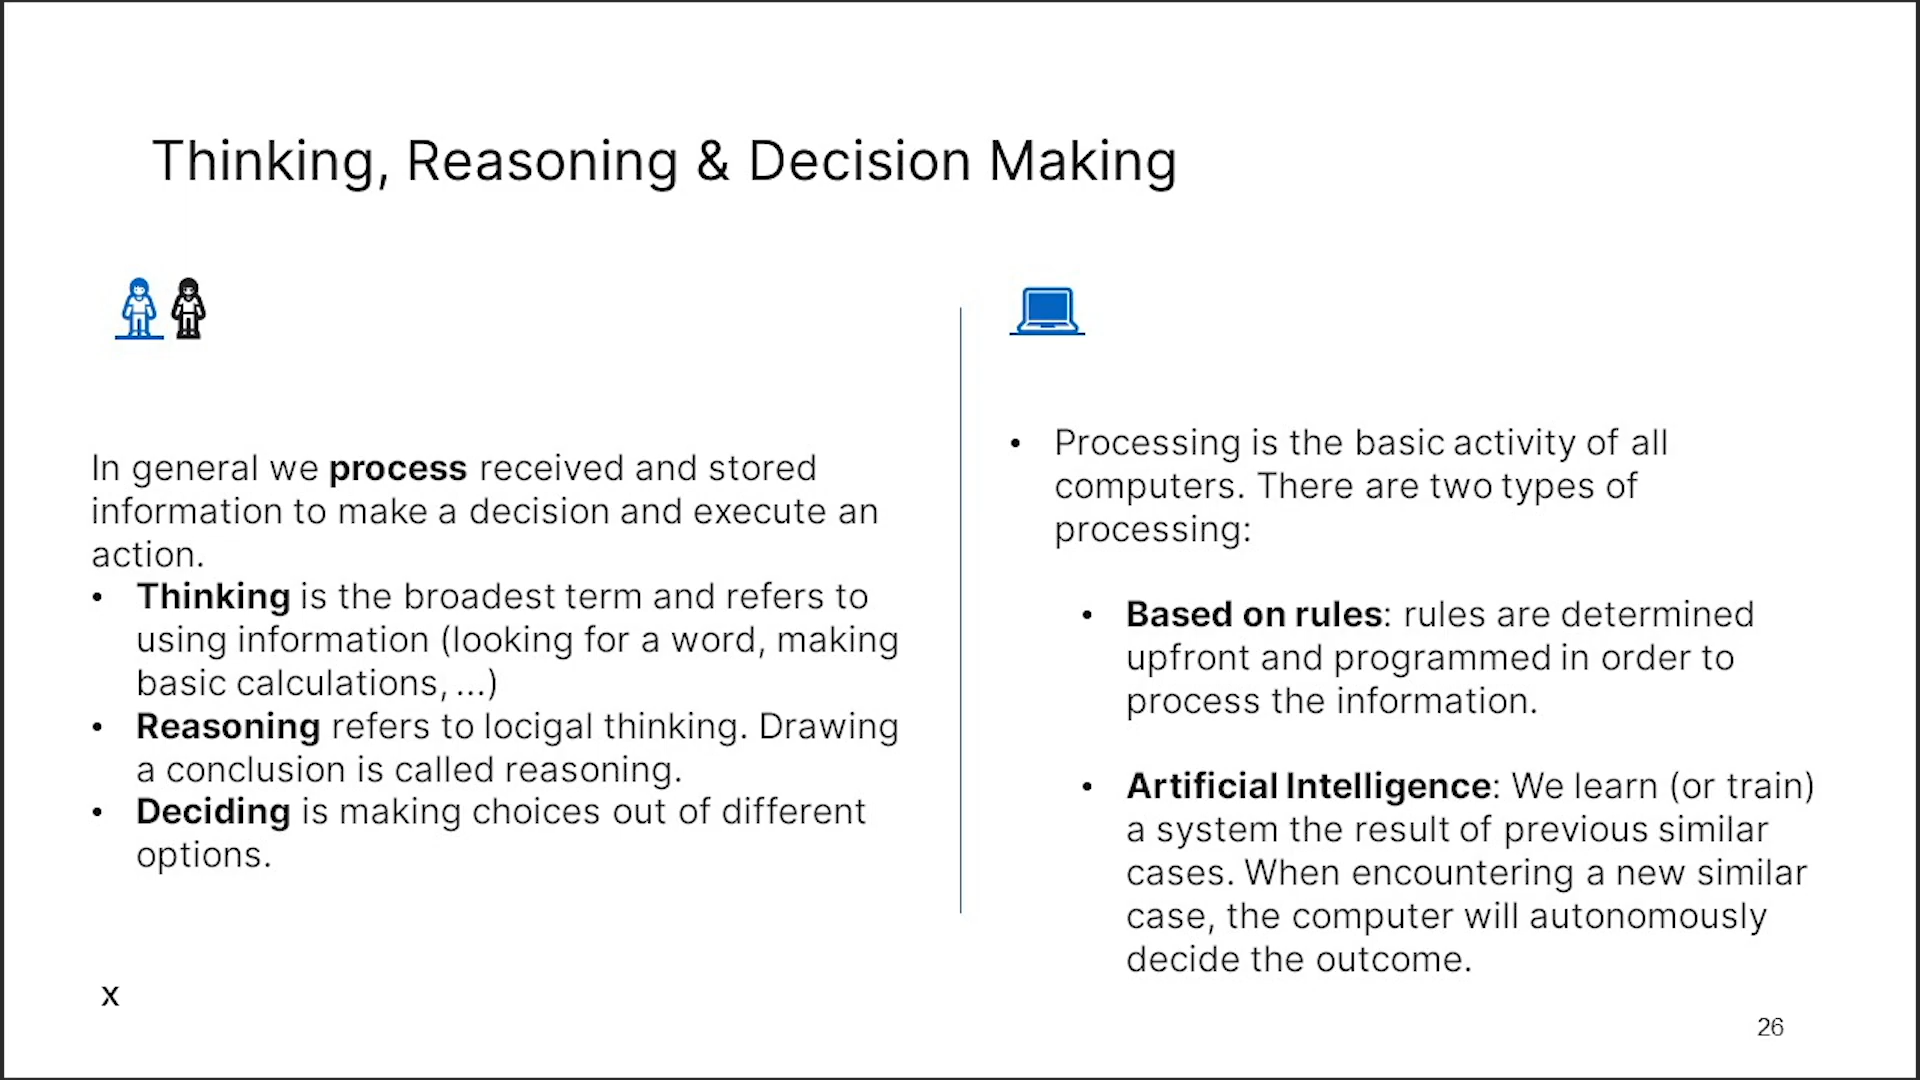 Thinking, Reasoning & Decision Making
In general we process received and stored
information to make a decision and execute an
action.
• Thinking is the broadest term and refers to
using information (looking for a word, making
basic calculations, ...)
• Reasoning refers to locigal thinking. Drawing
a conclusion is called reasoning.
• Deciding is making choices out of different
options.
• Processing is the basic activity of all
computers. There are two types of
processing:
• Based on rules: rules are determined
upfront and programmed in order to
process the information.
• Artificial Intelligence: We learn (or train)
a system the result of previous similar
cases. When encountering a new similar
case, the computer will autonomously
decide the outcome.
x
26